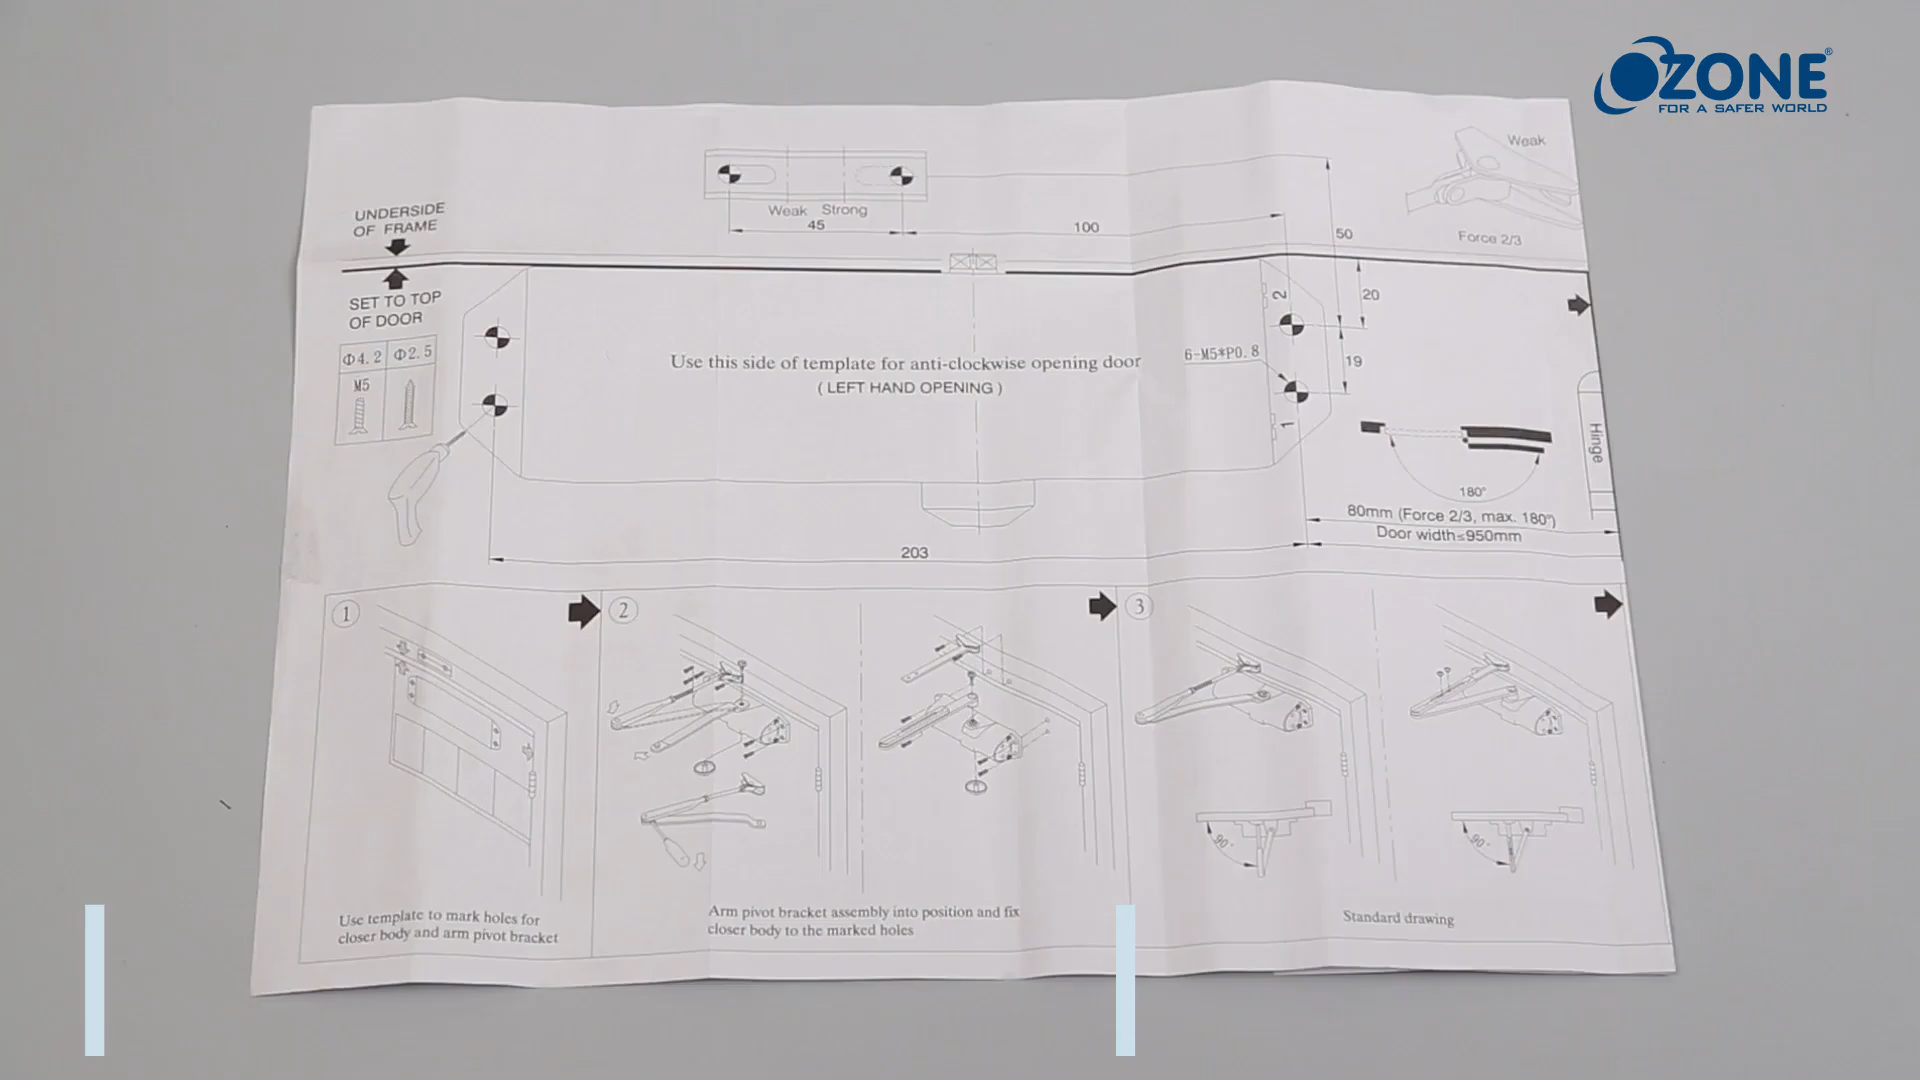 OZONE®
FOR A SAFER WORLD
Weak
Force 2/3
Weak Strong
45
100
50
UNDERSIDE
OF FRAME
SET TO TOP
OF DOOR
Φ4.2 Φ2.5
M5
2
20
6-M5*P0.8
19
1
Use this side of template for anti-clockwise opening door
( LEFT HAND OPENING )
Hinge
180°
80mm (Force 2/3, max. 180°)
Door width≤950mm
203
1
2
3
90°
90°
Use template to mark holes for
closer body and arm pivot bracket
Arm pivot bracket assembly into position and fix
closer body to the marked holes
Standard drawing